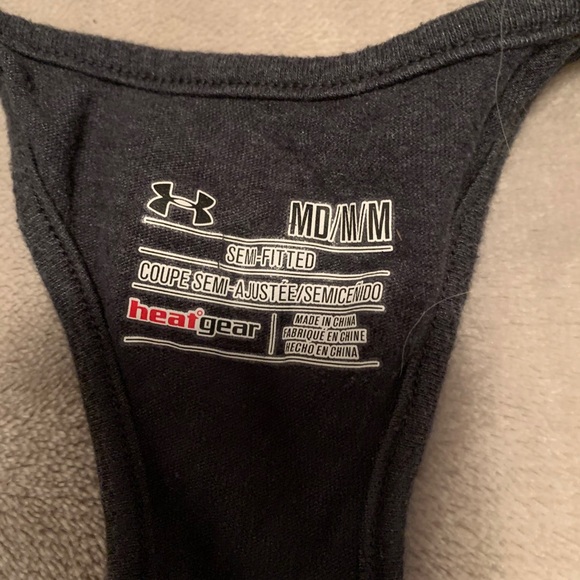 MD/M/M
SEMI-FITTED
COUPE SEMI-AJUSTÉE/SEMICEÑIDO
heatgear
MADE IN CHINA
FABRIQUÉ EN CHINE
HECHO EN CHINA